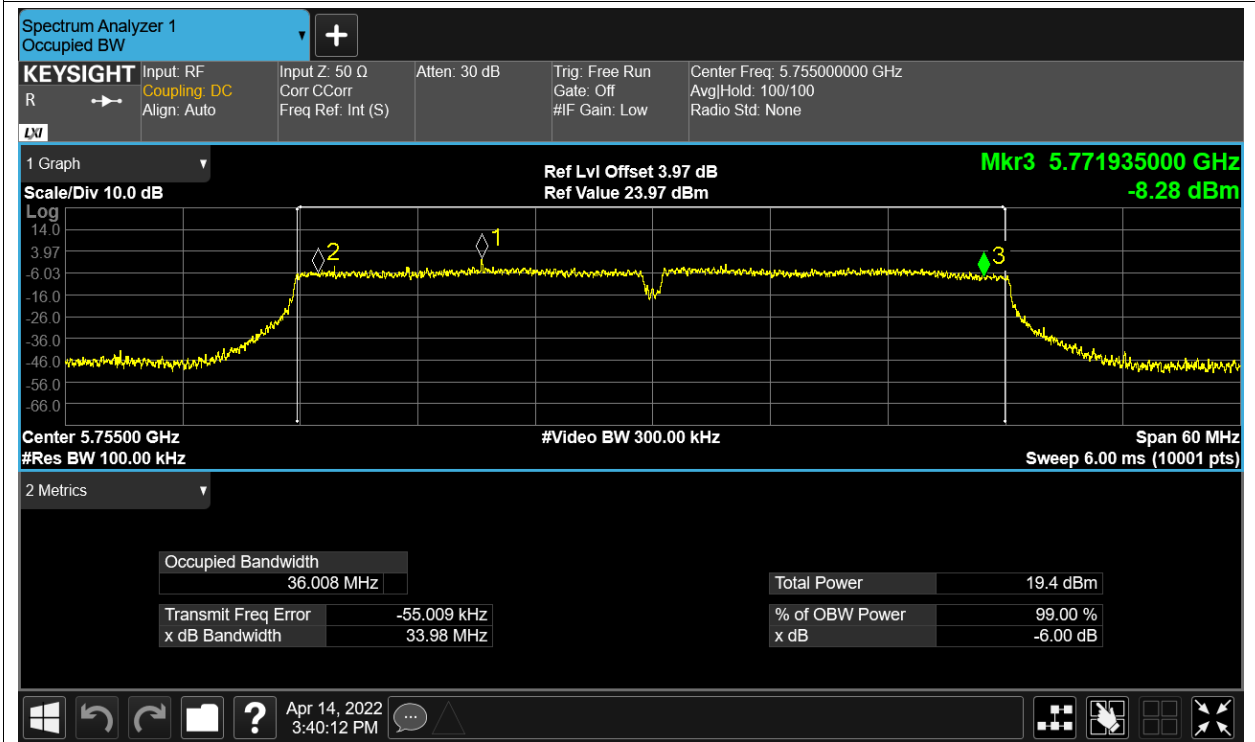 Spectrum Analyzer 1
Occupied BW
KEYSIGHT
R
LXI
Input: RF
Coupling: DC
Align: Auto
Input Z: 50 Ω
Corr CCorr
Freq Ref: Int (S)
Atten: 30 dB
Trig: Free Run
Gate: Off
#IF Gain: Low
Center Freq: 5.755000000 GHz
Avg|Hold: 100/100
Radio Std: None
1 Graph
Scale/Div 10.0 dB
Ref Lvl Offset 3.97 dB
Ref Value 23.97 dBm
Mkr3 5.771935000 GHz
-8.28 dBm
Log
14.0
3.97
-6.03
-16.0
-26.0
-36.0
-46.0
-56.0
-66.0
2
1
3
Center 5.75500 GHz
#Res BW 100.00 kHz
#Video BW 300.00 kHz
Span 60 MHz
Sweep 6.00 ms (10001 pts)
2 Metrics
Occupied Bandwidth
36.008 MHz
Transmit Freq Error -55.009 kHz
x dB Bandwidth 33.98 MHz
Total Power 19.4 dBm
% of OBW Power 99.00 %
x dB -6.00 dB
?
Apr 14, 2022
3:40:12 PM